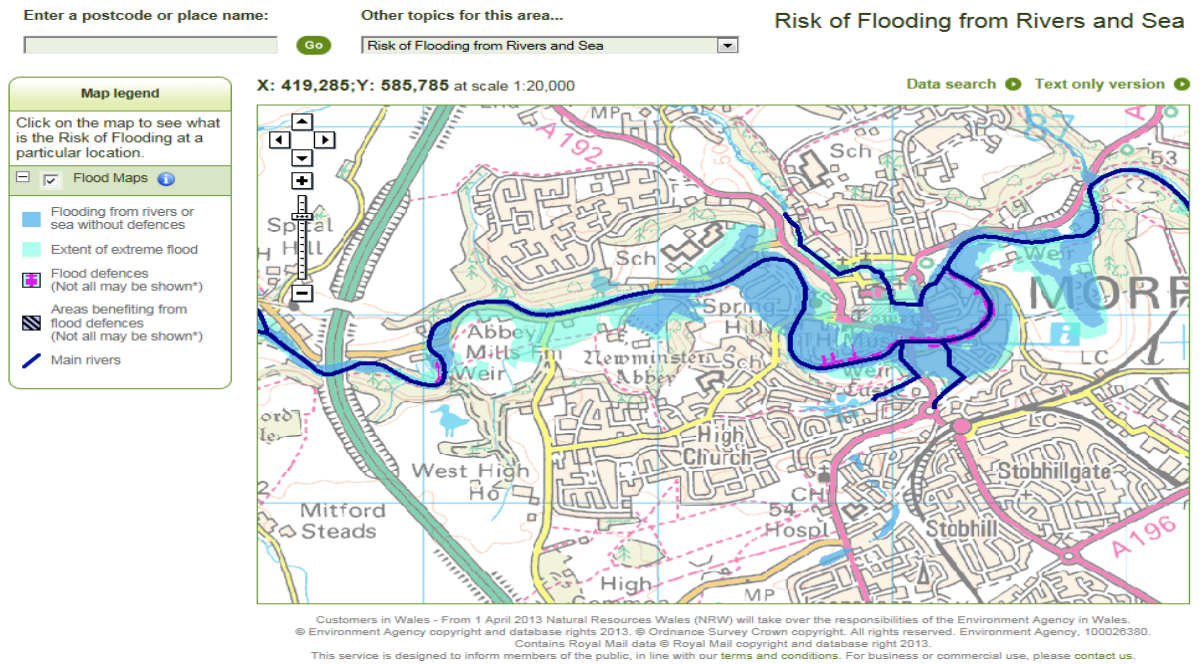 Enter a postcode or place name:
Other topics for this area...
Risk of Flooding from Rivers and Sea
Go
Risk of Flooding from Rivers and Sea
X: 419,285;Y: 585,785 at scale 1:20,000
Data search
Text only version
Map legend
Click on the map to see what
is the Risk of Flooding at a
particular location.
Flood Maps
Flooding from rivers or
sea without defences
Extent of extreme flood
Flood defences
(Not all may be shown*)
Areas benefiting from
flood defences
(Not all may be shown*)
Main rivers
MP
A192
Sch
A
53
Spital
Hill
H
Sch
Weir
MORP
Spring
Hill
Abbey
Mills
Weir
Newminster
Abbey
Sch
Mus
Weir
LC
LC
High
Church
West High
Ho
Stobhillgate
2
Mitford
Steads
CH
54
Hospl
Stobhill
A196
High
Common
MP
Customers in Wales - From 1 April 2013 Natural Resources Wales (NRW) will take over the responsibilities of the Environment Agency in Wales.
© Environment Agency copyright and database rights 2013. © Ordnance Survey Crown copyright. All rights reserved. Environment Agency, 100026380.
Contains Royal Mail data © Royal Mail copyright and database right 2013.
This service is designed to inform members of the public, in line with our terms and conditions. For business or commercial use, please contact us.